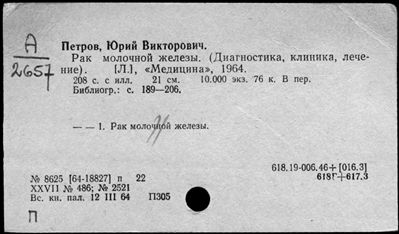 А
2657
Петров, Юрий Викторович.
Рак молочной железы. (Диагностика, клиника, лече-
ние). [Л.], «Медицина», 1964.
208 с. с илл. 21 см. 10.000 экз. 76 к. В пер.
Библиогр.: с. 189—206.
— — 1. Рак молочной железы.
618.19-006.46+[016.3]
№ 8625 [64-18827] п 22
618Г+617.3
XXVII № 486; № 2521
Вс. кн. пал. 12 III 64 П305
П